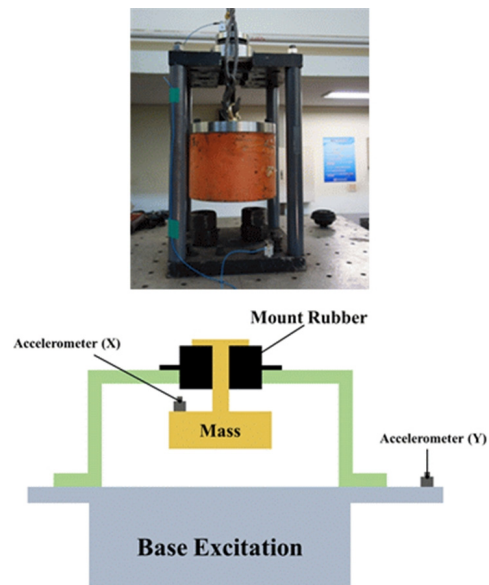 Mount Rubber
Accelerometer (X)
Mass
Accelerometer (Y)
Base Excitation